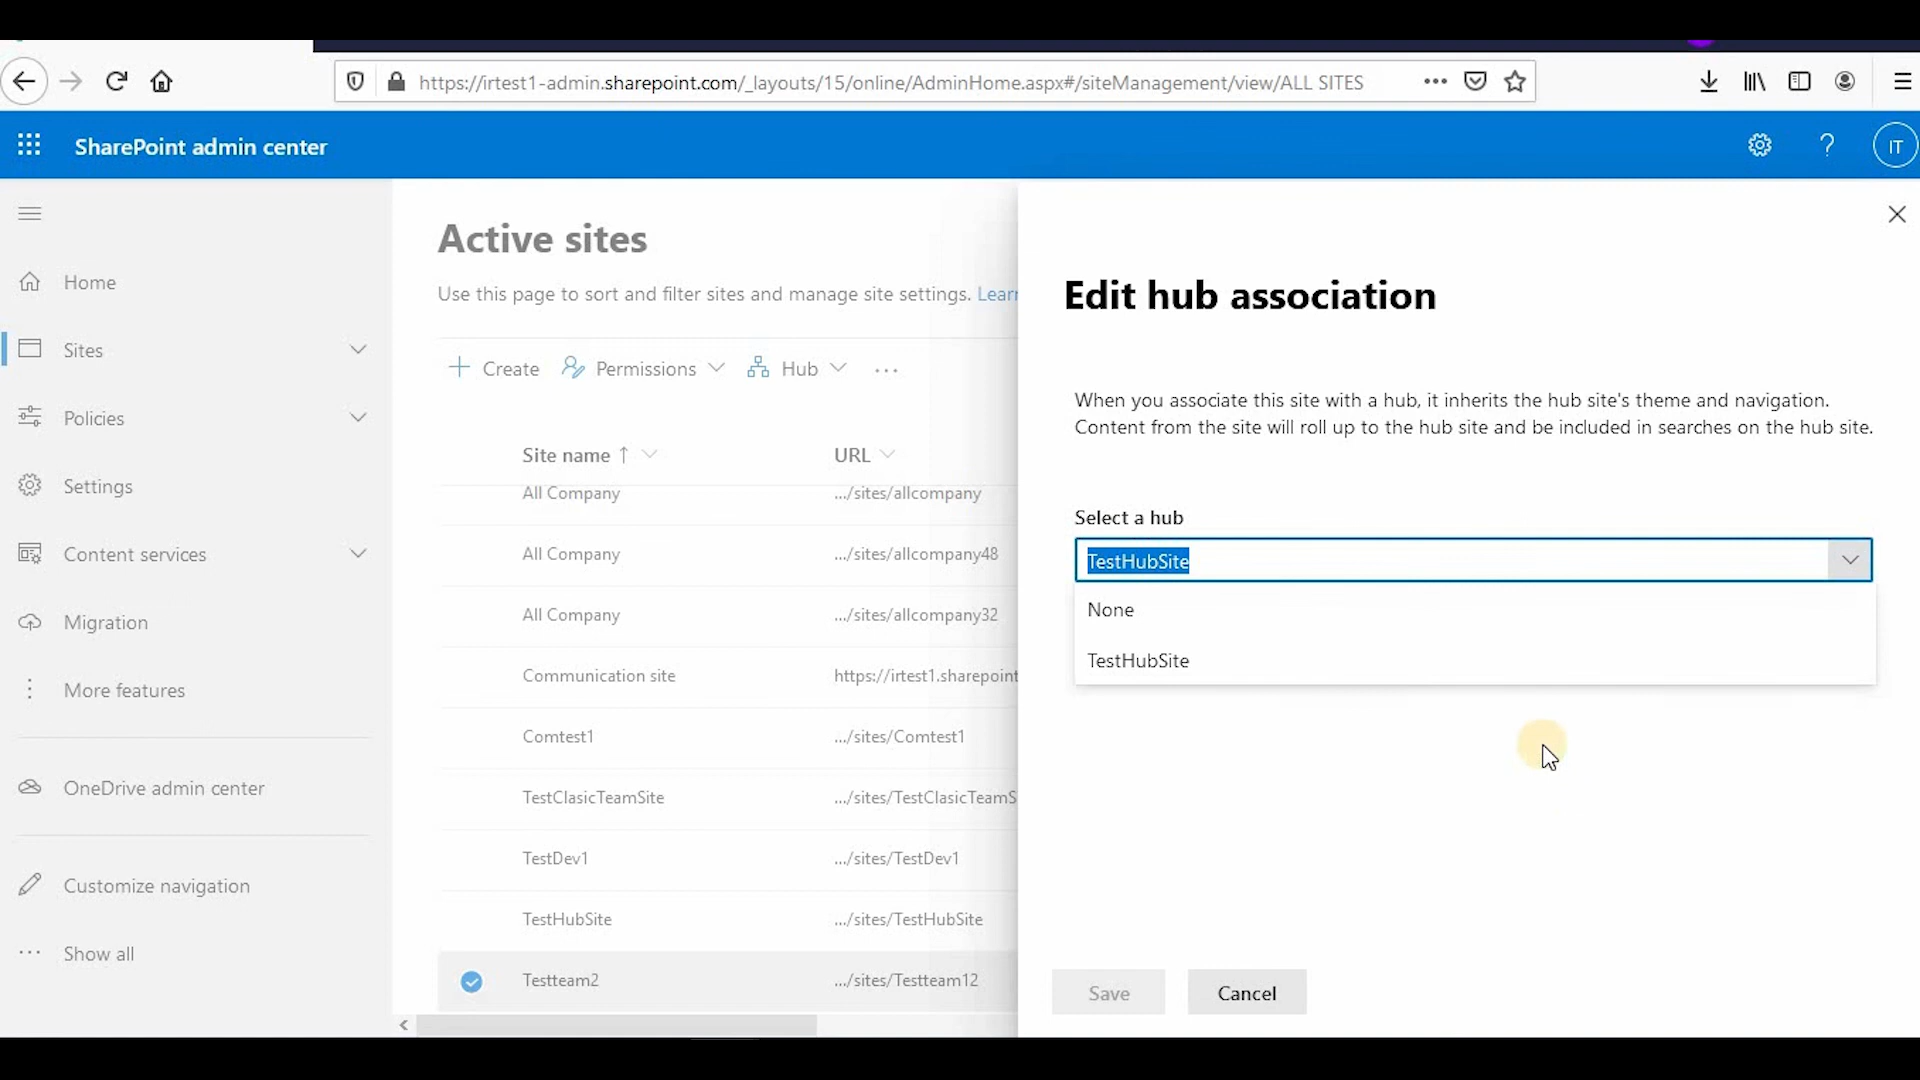 https://irtest1-admin.sharepoint.com/_layouts/15/online/AdminHome.aspx#/siteManagement/view/ALL SITES
SharePoint admin center
IT
Home
Sites
Policies
Settings
Content services
Migration
More features
OneDrive admin center
Customize navigation
Show all
Active sites
Use this page to sort and filter sites and manage site settings. Learn
Create Permissions Hub
Site name URL
All Company .../sites/allcompany
All Company .../sites/allcompany48
All Company .../sites/allcompany32
Communication site https://irtest1.sharepoint
Comtest1 .../sites/Comtest1
TestClasicTeamSite .../sites/TestClasicTeamS
TestDev1 .../sites/TestDev1
TestHubSite .../sites/TestHubSite
Testteam2 .../sites/Testteam12
Edit hub association
When you associate this site with a hub, it inherits the hub site's theme and navigation.
Content from the site will roll up to the hub site and be included in searches on the hub site.
Select a hub
TestHubSite
None
TestHubSite
Save Cancel